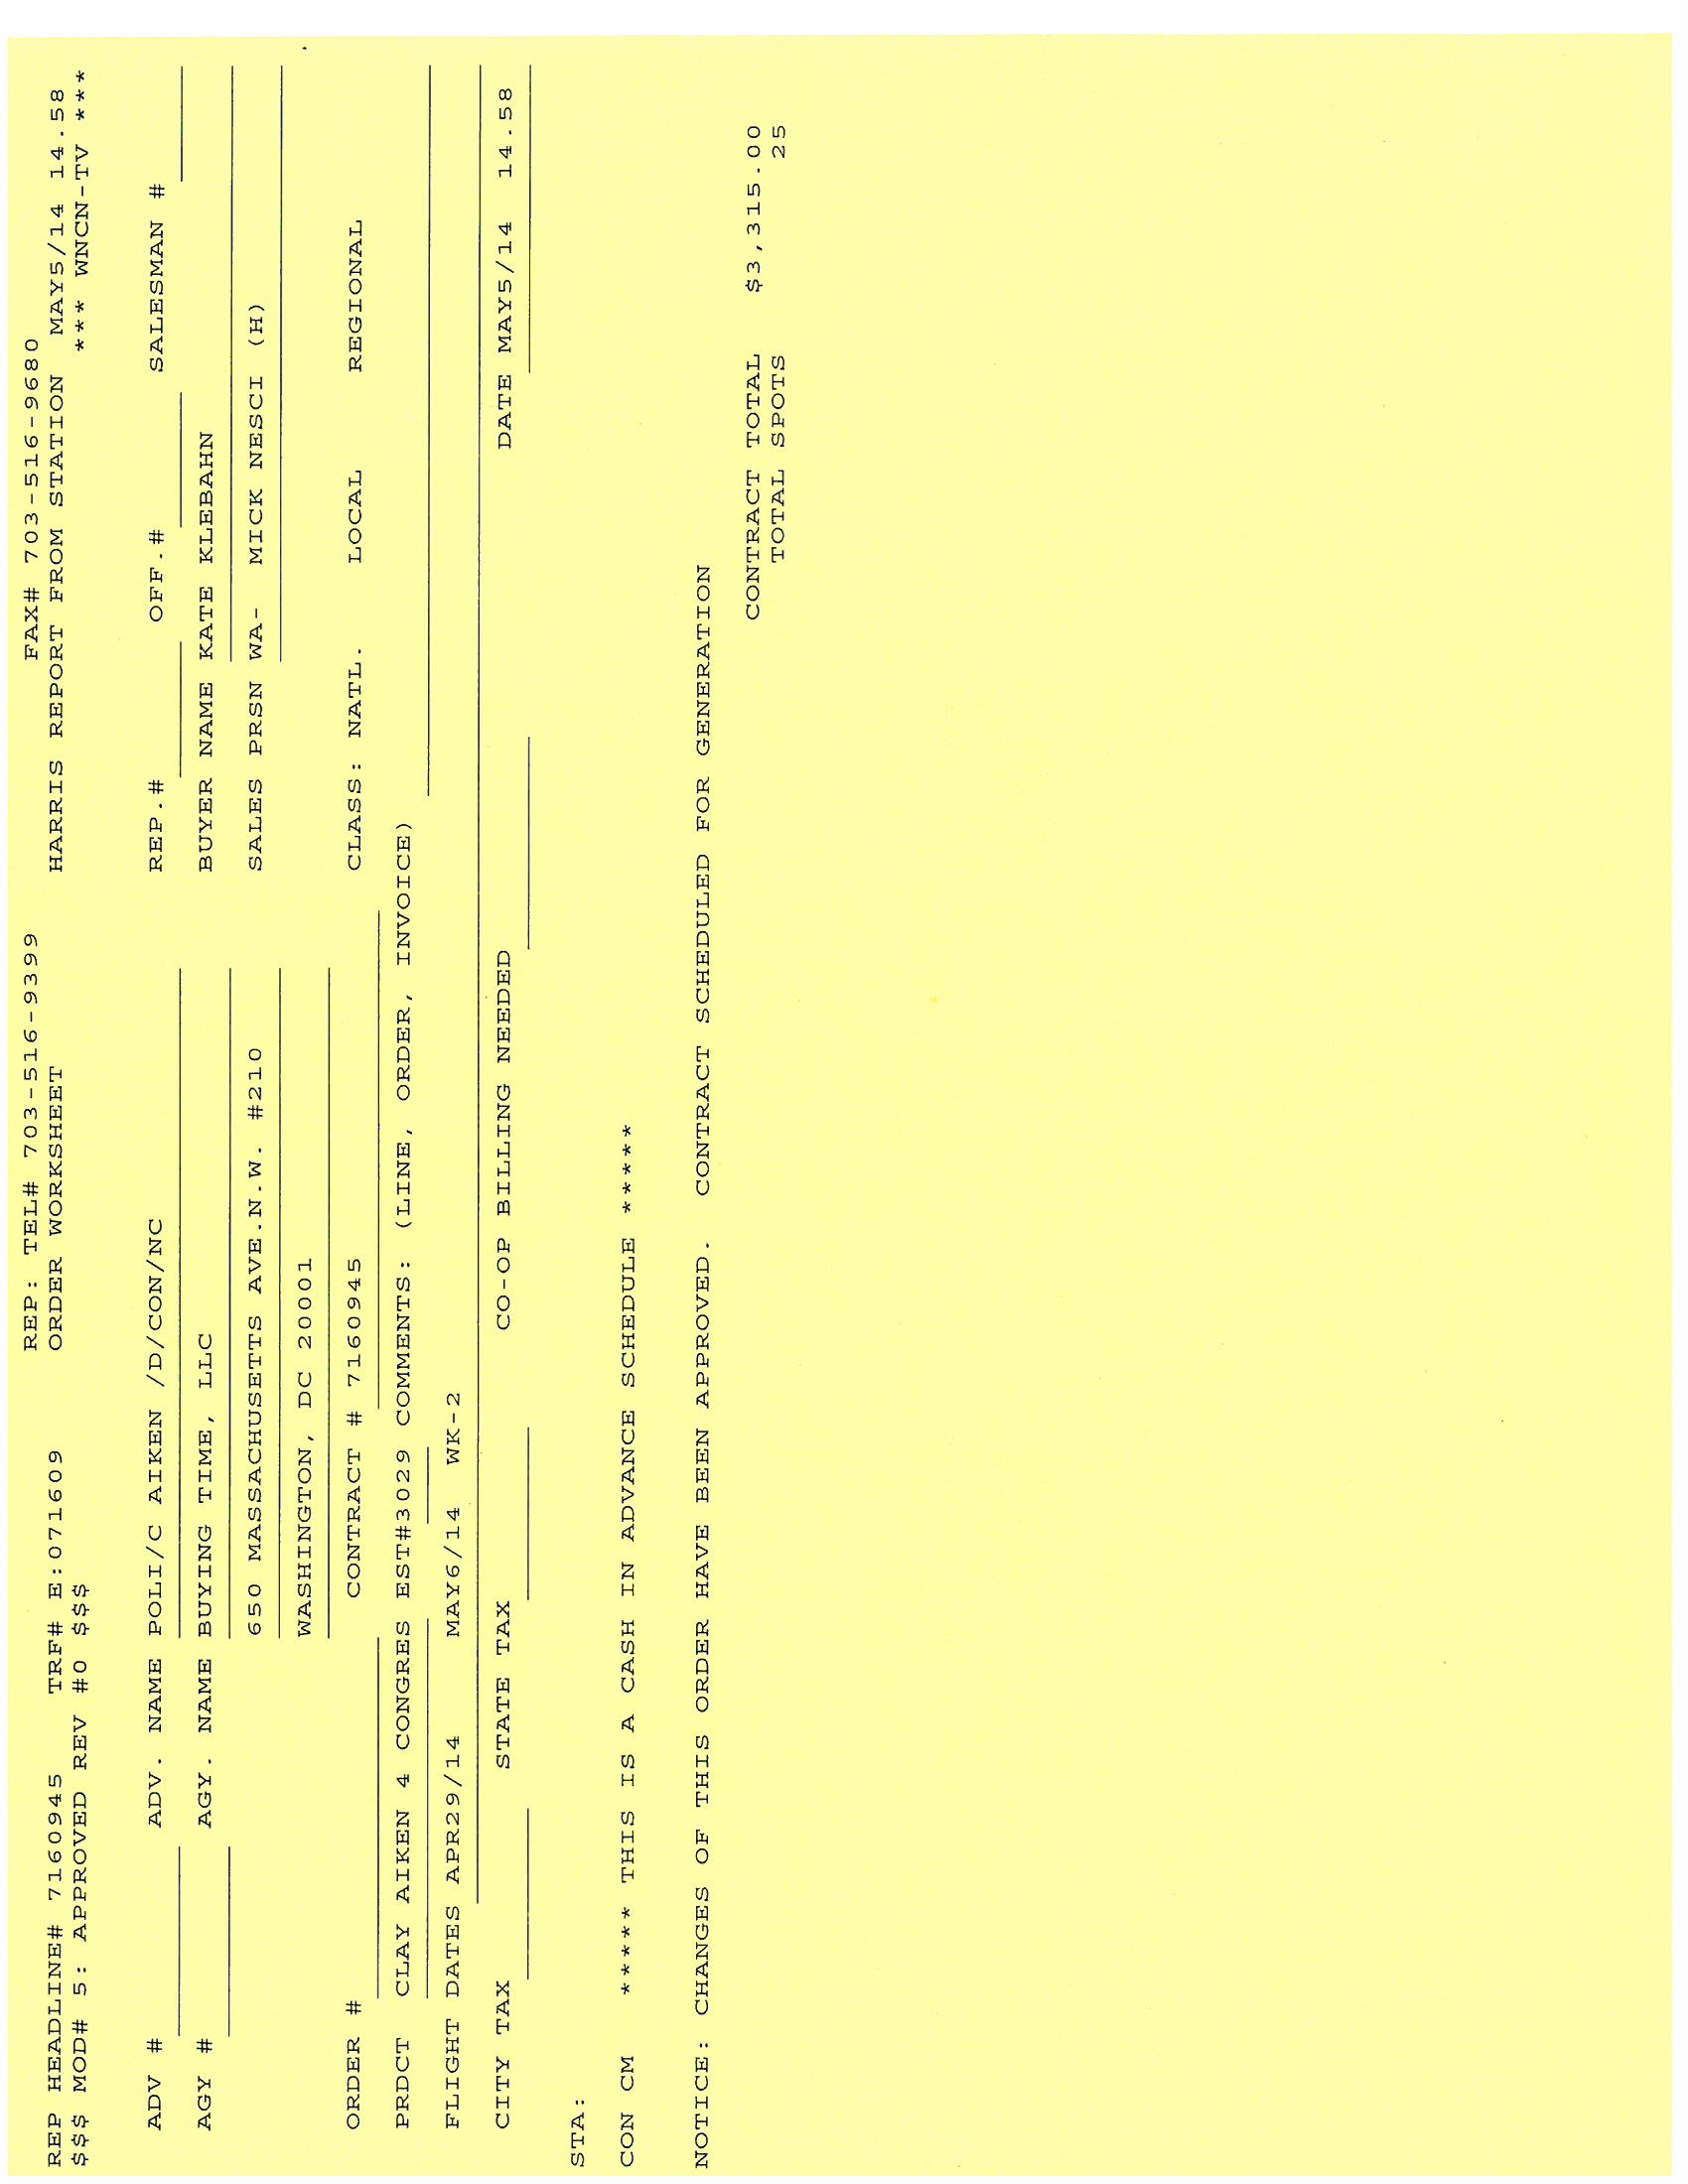 REP: TEL# 703-516-9399 FAX# 703-516-9680
REP HEADLINE# 7160945 TRF# E:071609 ORDER WORKSHEET HARRIS REPORT FROM STATION MAY5/14 14.58
$$$ MOD# 5: APPROVED REV #0 $$$ *** WNCN-TV ***
ADV # ADV. NAME POLI/C AIKEN /D/CON/NC REP.# OFF.# SALESMAN #
AGY # AGY. NAME BUYING TIME, LLC BUYER NAME KATE KLEBAHN
650 MASSACHUSETTS AVE.N.W. #210 SALES PRSN WA- MICK NESCI (H)
WASHINGTON, DC 20001
ORDER # CONTRACT # 7160945 CLASS: NATL. LOCAL REGIONAL
PRDCT CLAY AIKEN 4 CONGRES EST#3029 COMMENTS: (LINE, ORDER, INVOICE)
FLIGHT DATES APR29/14 MAY6/14 WK-2
CITY TAX STATE TAX CO-OP BILLING NEEDED DATE MAY5/14 14.58
STA:
CON CM ***** THIS IS A CASH IN ADVANCE SCHEDULE *****
NOTICE: CHANGES OF THIS ORDER HAVE BEEN APPROVED. CONTRACT SCHEDULED FOR GENERATION
CONTRACT TOTAL $3,315.00
TOTAL SPOTS 25